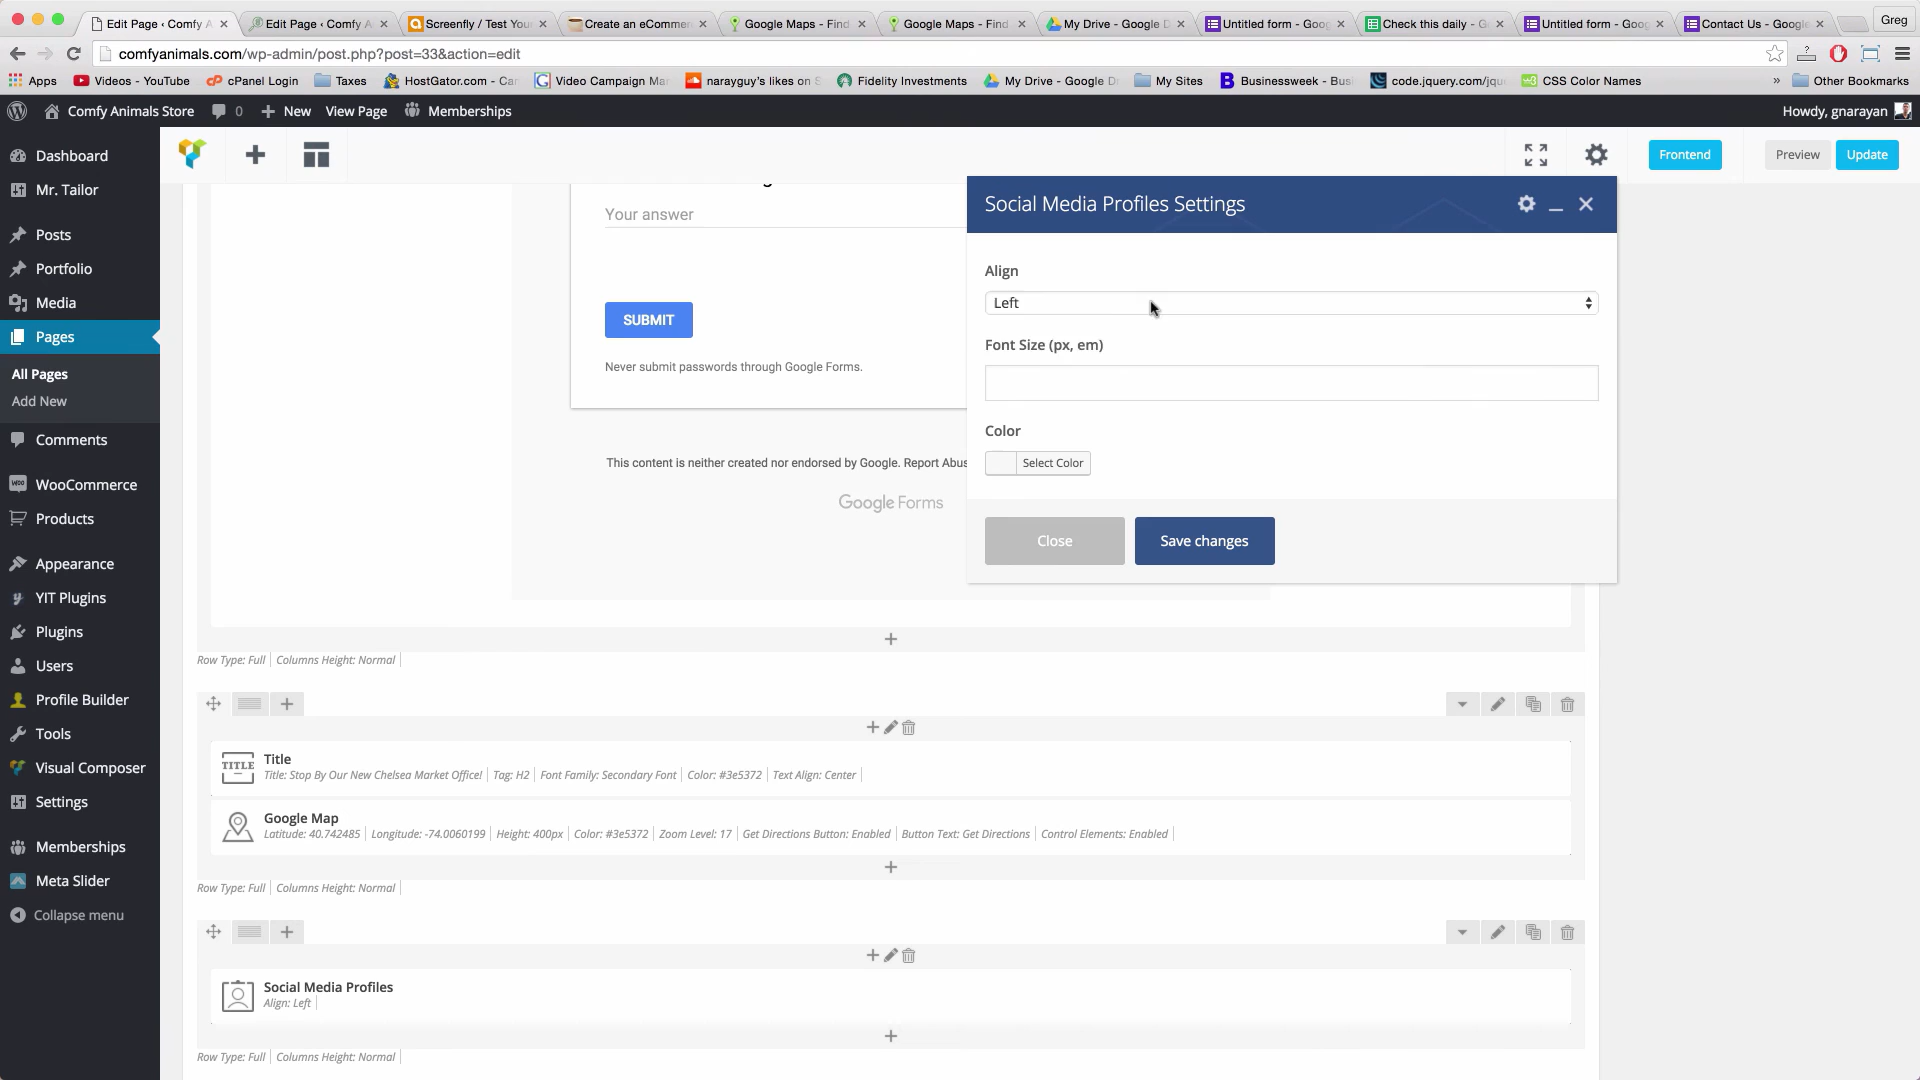 Edit Page ‹ Comfy A
Edit Page ‹ Comfy A
Screenfly / Test Your
Create an eCommer
Google Maps - Find
Google Maps - Find
My Drive - Google D
Untitled form - Goog
Check this daily - G
Untitled form - Goog
Contact Us - Google
Greg
comfyanimals.com/wp-admin/post.php?post=33&action=edit
Apps
Videos - YouTube
cPanel Login
Taxes
HostGator.com - Ca
Video Campaign Ma
narayguy's likes on S
Fidelity Investments
My Drive - Google D
My Sites
Businessweek - Bus
code.jquery.com/jqu
CSS Color Names
»
Other Bookmarks
Comfy Animals Store
0
New
View Page
Memberships
Howdy, gnarayan
Dashboard
Mr. Tailor
Posts
Portfolio
Media
Pages
All Pages
Add New
Comments
WooCommerce
Products
Appearance
YIT Plugins
Plugins
Users
Profile Builder
Tools
Visual Composer
Settings
Memberships
Meta Slider
Collapse menu
Frontend
Preview
Update
Your answer
SUBMIT
Never submit passwords through Google Forms.
This content is neither created nor endorsed by Google. Report Abus
Google Forms
Social Media Profiles Settings
Align
Left
Font Size (px, em)
Color
Select Color
Close
Save changes
Row Type: Full
Columns Height: Normal
TITLE
Title
Title: Stop By Our New Chelsea Market Office!
Tag: H2
Font Family: Secondary Font
Color: #3e5372
Text Align: Center
Google Map
Latitude: 40.742485
Longitude: -74.0060199
Height: 400px
Color: #3e5372
Zoom Level: 17
Get Directions Button: Enabled
Button Text: Get Directions
Control Elements: Enabled
Row Type: Full
Columns Height: Normal
Social Media Profiles
Align: Left
Row Type: Full
Columns Height: Normal